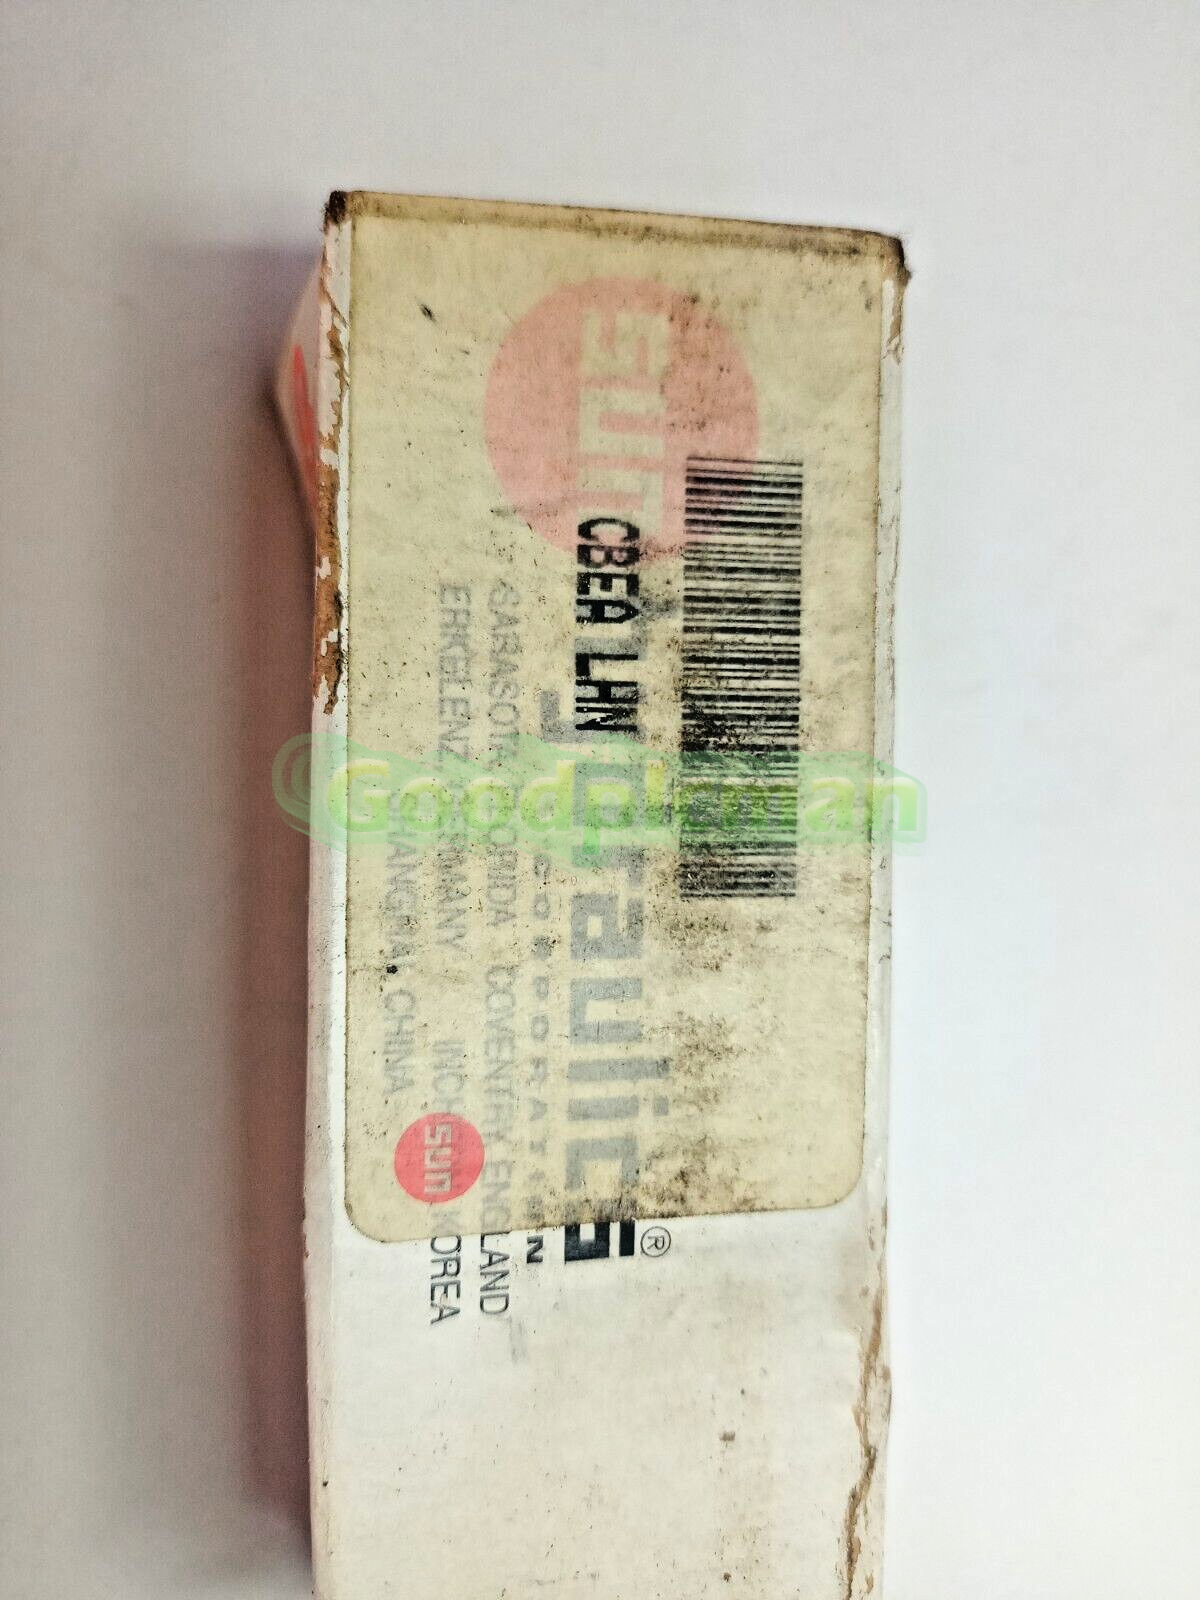 sun
CBEA LHN
hydraulics®
CORPORATION
SARASOTA, FLORIDA COVENTRY, ENGLAND
ERKELENZ, GERMANY INCHON, KOREA
SHANGHAI, CHINA
sun
Goodplcman